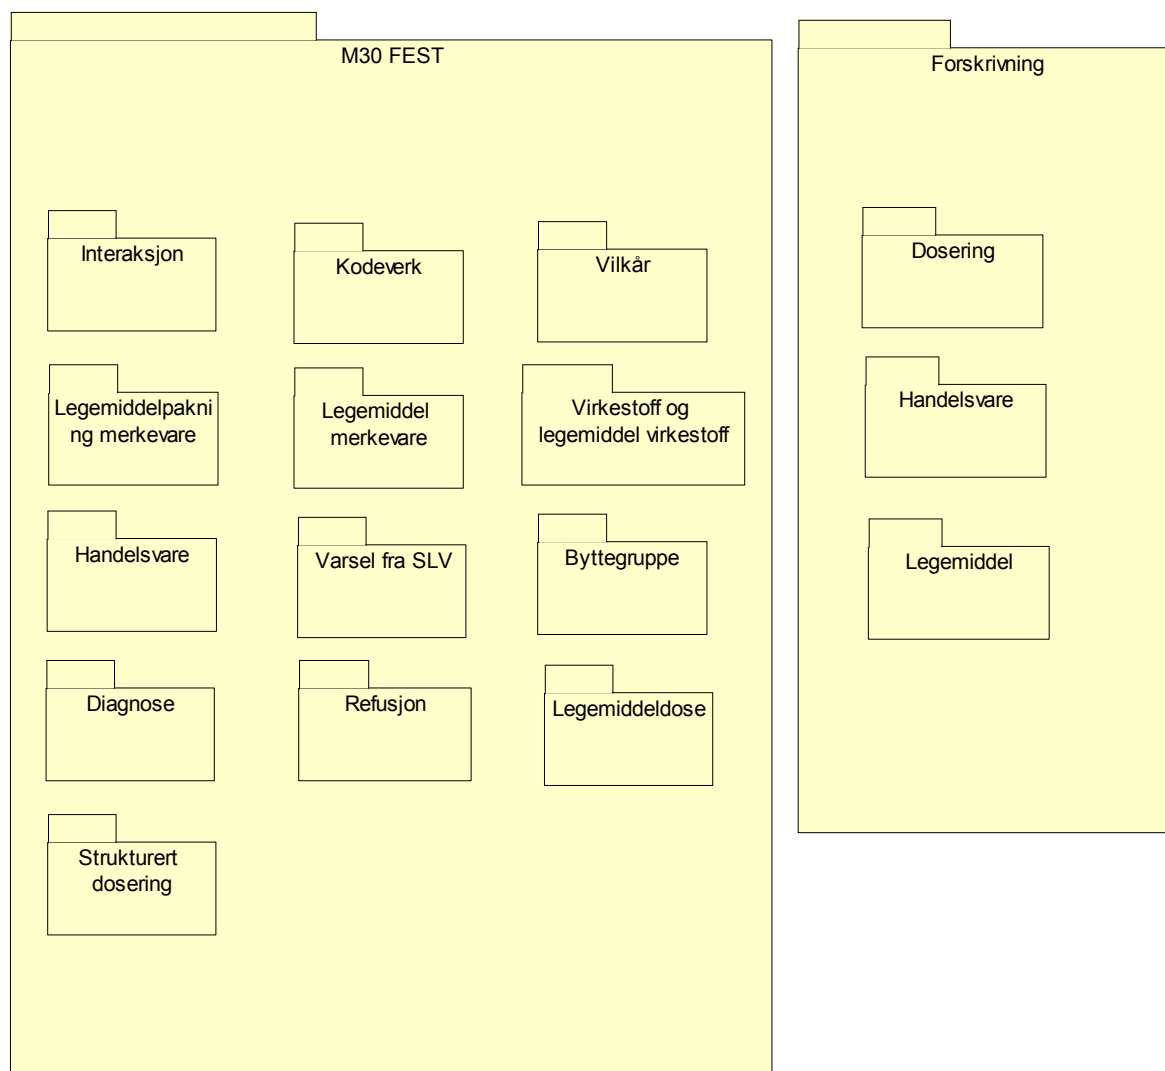 M30 FEST
Interaksjon
Kodeverk
Vilkår
Legemiddelpakni
ng merkevare
Legemiddel
merkevare
Virkestoff og
legemiddel virkestoff
Handelsvare
Varsel fra SLV
Byttegruppe
Diagnose
Refusjon
Legemiddeldose
Strukturert
dosering
Forskrivning
Dosering
Handelsvare
Legemiddel